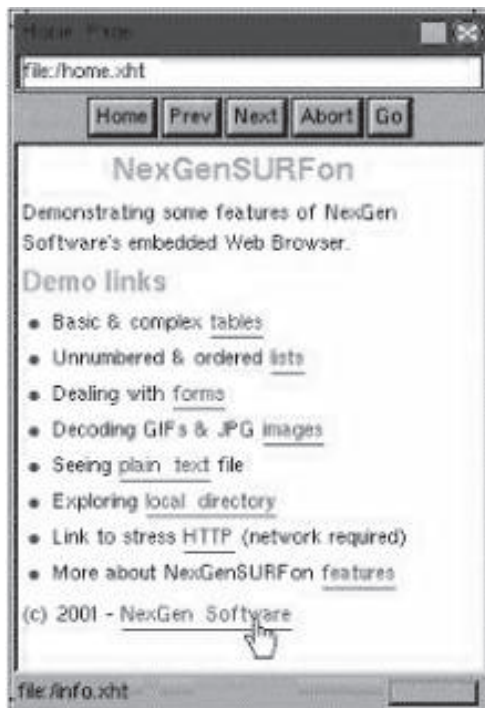 Home Page
file:/home.xht
Home Prev Next Abort Go
NexGenSURFon
Demonstrating some features of NexGen
Software's embedded Web Browser.
Demo links
• Basic & complex tables
• Unnumbered & ordered lists
• Dealing with forms
• Decoding GIFs & JPG images
• Seeing plain text file
• Exploring local directory
• Link to stress HTTP (network required)
• More about NexGenSURFon features
(c) 2001 - NexGen Software
file:/info.xht